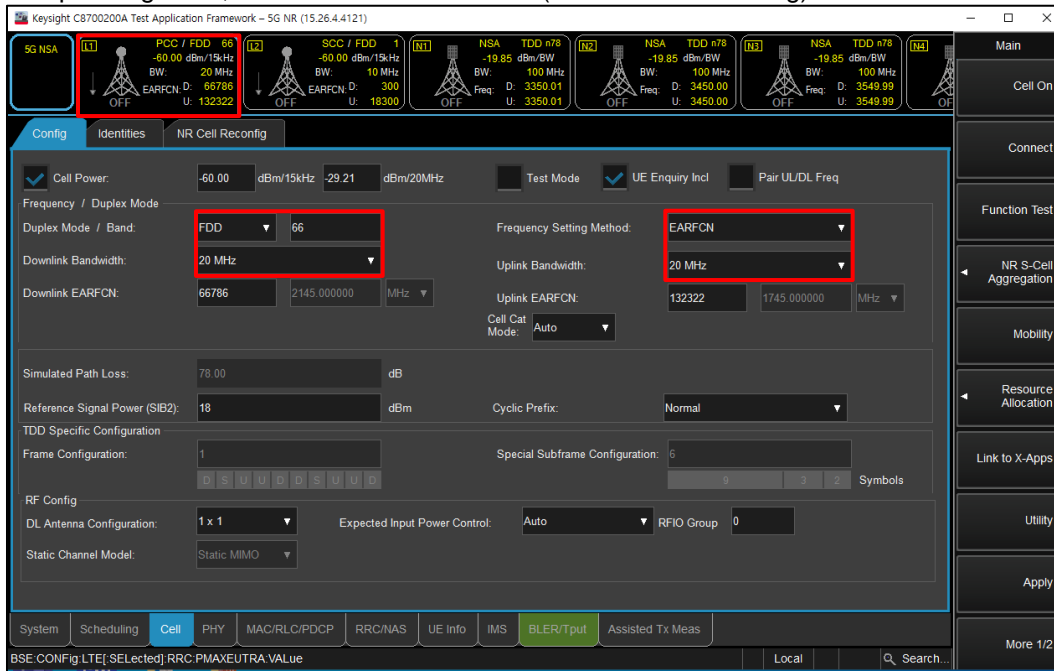 Keysight C8700200A Test Application Framework – 5G NR (15.26.4.4121)
5G NSA
L1 PCC / FDD 66
-60.00 dBm/15kHz
BW: 20 MHz
EARFCN: D: 66786
U: 132322
OFF
L2 SCC / FDD 1
-60.00 dBm/15kHz
BW: 10 MHz
EARFCN: D: 300
U: 18300
OFF
N1 NSA TDD n78
-19.85 dBm/BW
BW: 100 MHz
Freq: D: 3350.01
U: 3350.01
OFF
N2 NSA TDD n78
-19.85 dBm/BW
BW: 100 MHz
Freq: D: 3450.00
U: 3450.00
OFF
N3 NSA TDD n78
-19.85 dBm/BW
BW: 100 MHz
Freq: D: 3549.99
U: 3549.99
OFF
N4
Config Identities NR Cell Reconfig
Cell Power: -60.00 dBm/15kHz -29.21 dBm/20MHz Test Mode UE Enquiry Incl Pair UL/DL Freq
Frequency / Duplex Mode
Duplex Mode / Band: FDD 66 Frequency Setting Method: EARFCN
Downlink Bandwidth: 20 MHz Uplink Bandwidth: 20 MHz
Downlink EARFCN: 66786 2145.000000 MHz Uplink EARFCN: 132322 1745.000000 MHz
Cell Cat
Mode: Auto
Simulated Path Loss: 78.00 dB
Reference Signal Power (SIB2): 18 dBm Cyclic Prefix: Normal
TDD Specific Configuration
Frame Configuration: 1 Special Subframe Configuration: 6
D S U U D D S U U D 9 3 2 Symbols
RF Config
DL Antenna Configuration: 1 x 1 Expected Input Power Control: Auto RFIO Group 0
Static Channel Model: Static MIMO
System Scheduling Cell PHY MAC/RLC/PDCP RRC/NAS UE Info IMS BLER/Tput Assisted Tx Meas
BSE:CONFig:LTE[:SELected]:RRC:PMAXEUTRA:VALue Local Search...
Main
Cell On
Connect
Function Test
NR S-Cell
Aggregation
Mobility
Resource
Allocation
Link to X-Apps
Utility
Apply
More 1/2